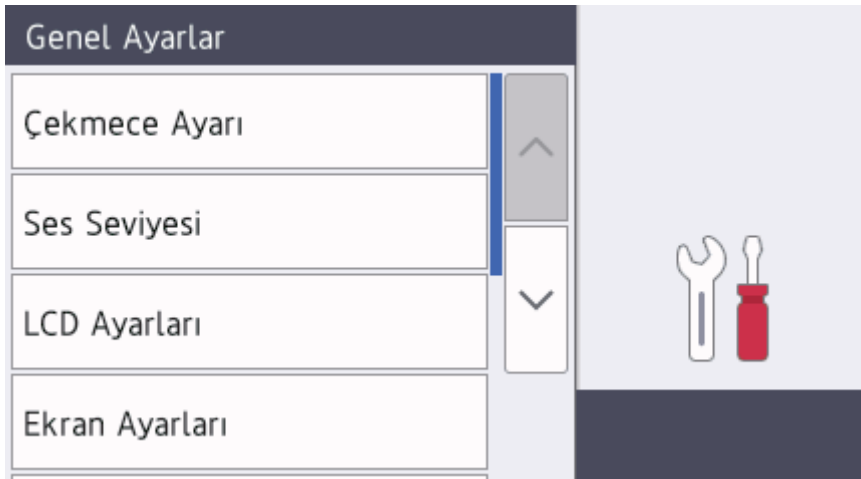 Genel Ayarlar
Çekmece Ayarı
Ses Seviyesi
LCD Ayarları
Ekran Ayarları